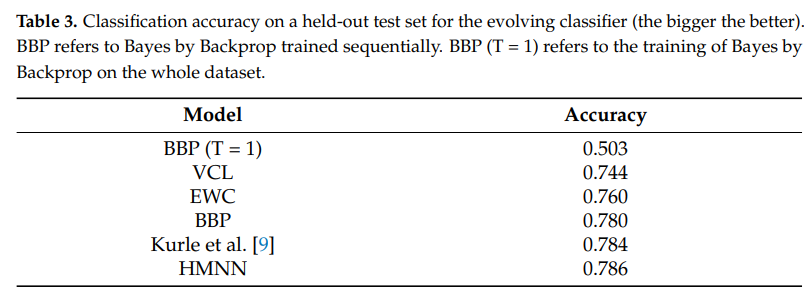 Table 3. Classification accuracy on a held-out test set for the evolving classifier (the bigger the better).
BBP refers to Bayes by Backprop trained sequentially. BBP (T = 1) refers to the training of Bayes by
Backprop on the whole dataset.
Model Accuracy
BBP (T = 1) 0.503
VCL 0.744
EWC 0.760
BBP 0.780
Kurle et al. [9] 0.784
HMNN 0.786